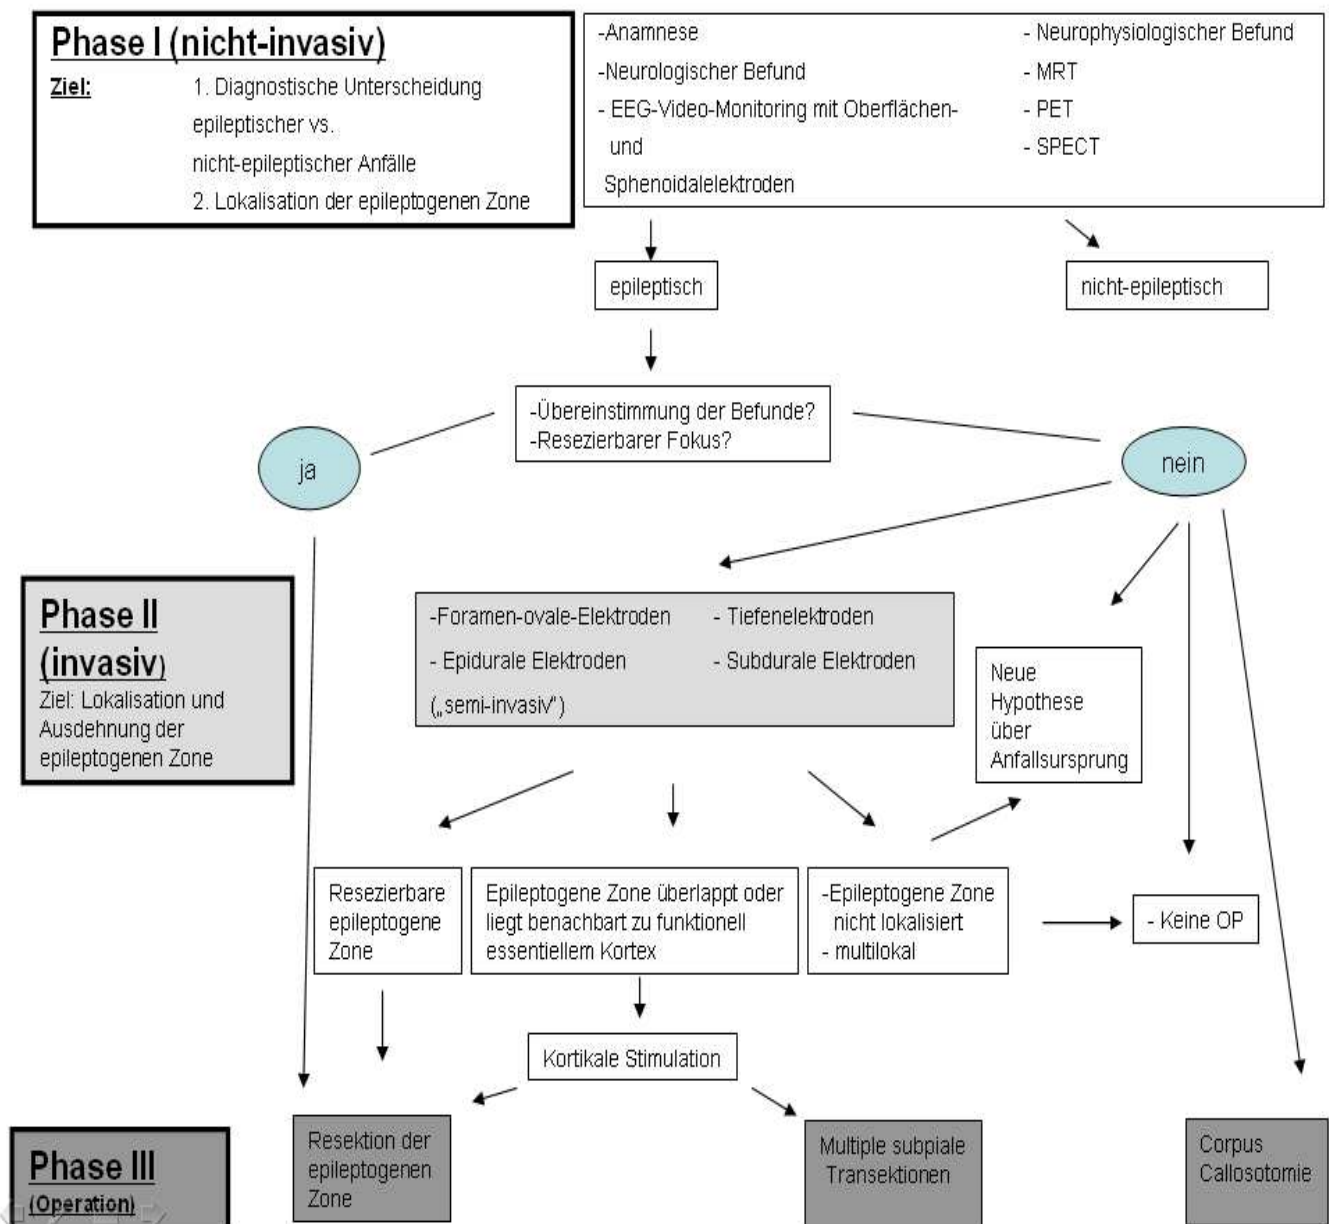 Phase I (nicht-invasiv)
Ziel: 1. Diagnostische Unterscheidung
epileptischer vs.
nicht-epileptischer Anfälle
2. Lokalisation der epileptogenen Zone
-Anamnese
-Neurologischer Befund
- EEG-Video-Monitoring mit Oberflächen-
und
Sphenoidalelektroden
- Neurophysiologischer Befund
- MRT
- PET
- SPECT
epileptisch
nicht-epileptisch
-Übereinstimmung der Befunde?
-Resezierbarer Fokus?
ja
nein
Phase II
(invasiv)
Ziel: Lokalisation und
Ausdehnung der
epileptogenen Zone
-Foramen-ovale-Elektroden
- Epidurale Elektroden
(„semi-invasiv")
- Tiefenelektroden
- Subdurale Elektroden
Neue
Hypothese
über
Anfallsursprung
Resezierbare
epileptogene
Zone
Epileptogene Zone überlappt oder
liegt benachbart zu funktionell
essentiellem Kortex
-Epileptogene Zone
nicht lokalisiert
- multilokal
- Keine OP
Kortikale Stimulation
Phase III
(Operation)
Resektion der
epileptogenen
Zone
Multiple subpiale
Transektionen
Corpus
Callosotomie